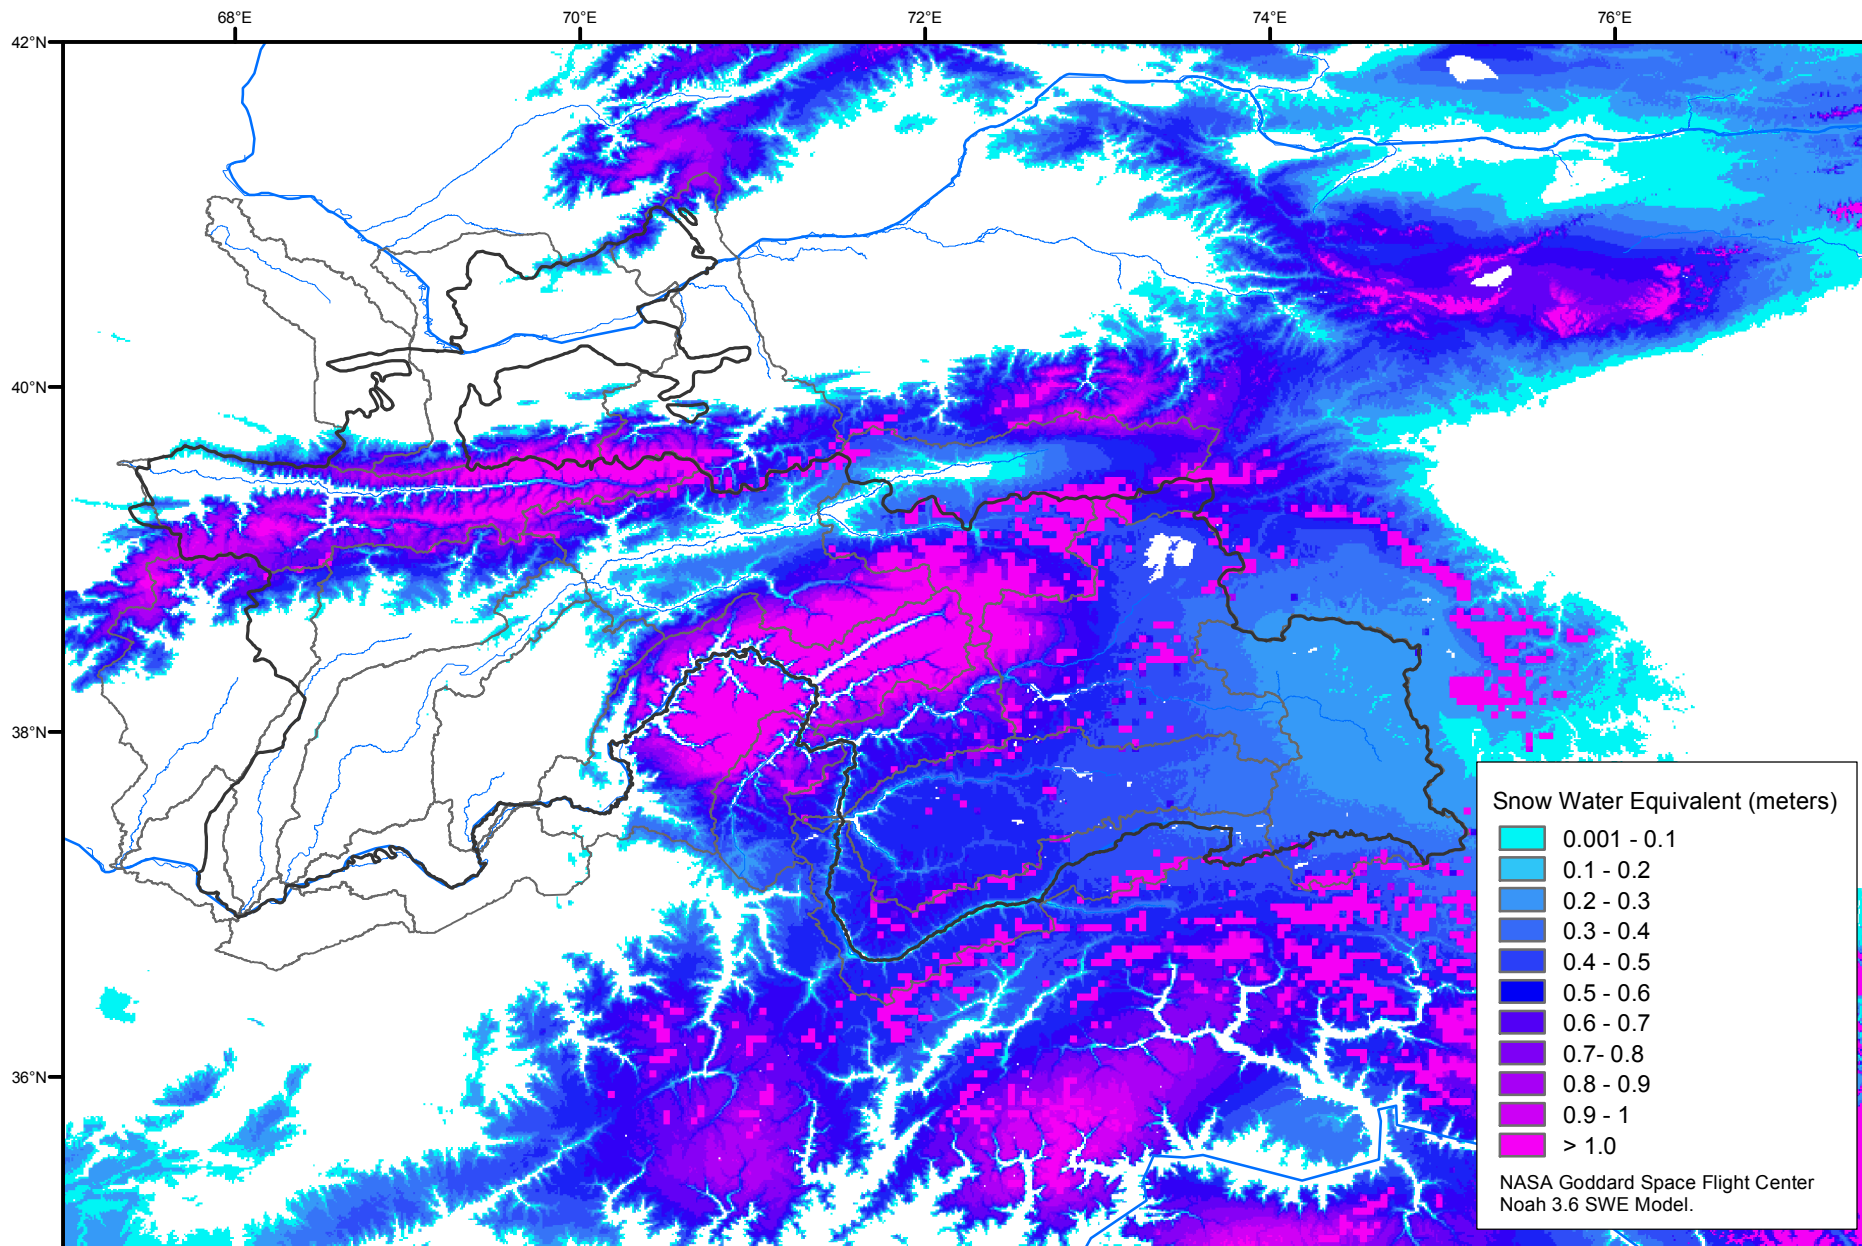 68°E
70°E
72°E
74°E
76°E
42°N
40°N
38°N
36°N
Snow Water Equivalent (meters)
0.001 - 0.1
0.1 - 0.2
0.2 - 0.3
0.3 - 0.4
0.4 - 0.5
0.5 - 0.6
0.6 - 0.7
0.7- 0.8
0.8 - 0.9
0.9 - 1
> 1.0
NASA Goddard Space Flight Center
Noah 3.6 SWE Model.